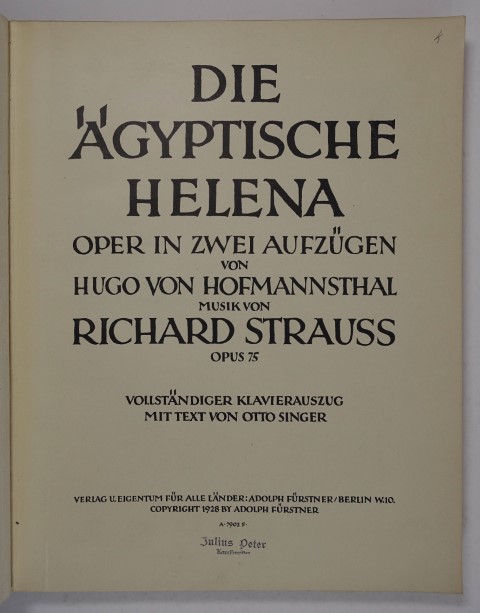 DIE
ÄGYPTISCHE
HELENA
OPER IN ZWEI AUFZÜGEN
VON
HUGO VON HOFMANNSTHAL
MUSIK VON
RICHARD STRAUSS
OPUS 75
VOLLSTÄNDIGER KLAVIERAUSZUG
MIT TEXT VON OTTO SINGER
VERLAG U. EIGENTUM FÜR ALLE LÄNDER: ADOLPH FÜRSTNER / BERLIN W.10.
COPYRIGHT 1928 BY ADOLPH FÜRSTNER
A. 7903 F.
Julius Peter